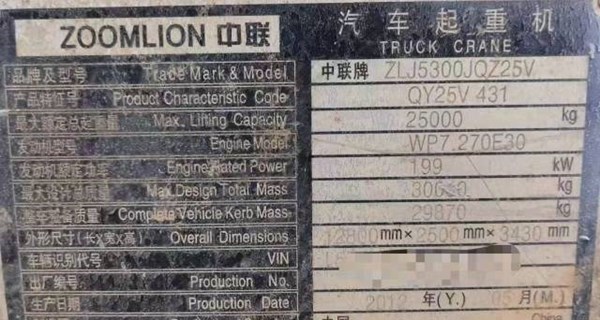 ZOOMLION 中联
汽车起重机
TRUCK CRANE
品牌及型号 Trade Mark & Model 中联牌 ZLJ5300JQZ25V
产品特征号 Product Characteristic Code QY25V 431
最大额定总起重量 Max. Lifting Capacity 25000 kg
发动机型号 Engine Model WP7.270E30
发动机额定功率 Engine Rated Power 199 kW
最大设计总质量 Max.Design Total Mass kg
整车整备质量 Complete Vehicle Kerb Mass 29870 kg
外形尺寸(长X宽X高) Overall Dimensions 12800mm× 2500 mm× 3430 mm
车辆识别代号 VIN
出厂编号 Production No.
生产日期 Production Date 2012 年(Y.) 05 月(M.)
China